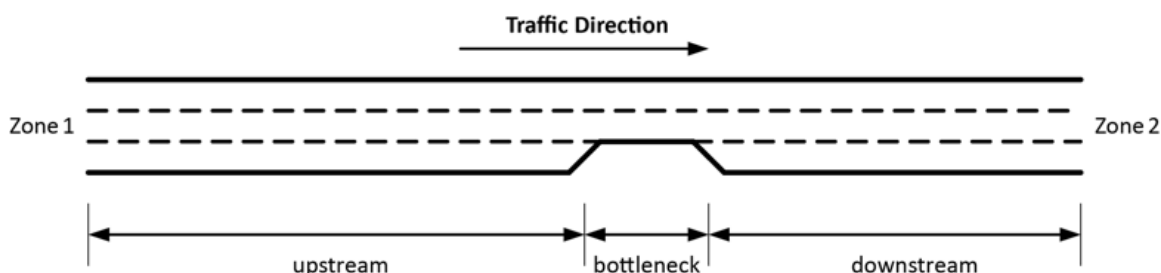 Traffic Direction
Zone 1
Zone 2
upstream
bottleneck
downstream